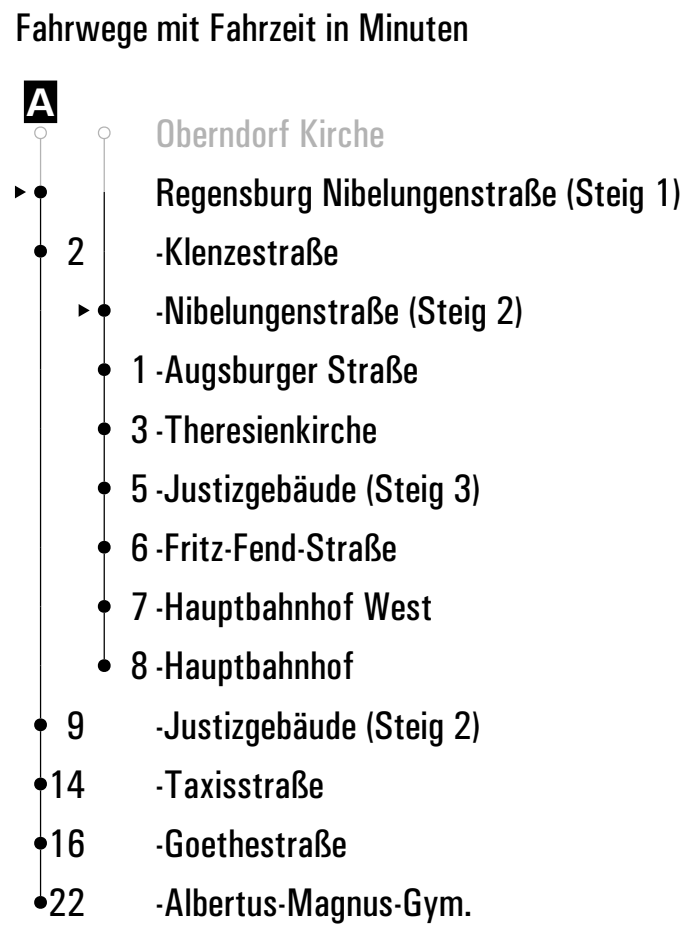 Fahrwege mit Fahrzeit in Minuten
A
Oberndorf Kirche
Regensburg Nibelungenstraße (Steig 1)
2 -Klenzestraße
-Nibelungenstraße (Steig 2)
1 -Augsburger Straße
3 -Theresienkirche
5 -Justizgebäude (Steig 3)
6 -Fritz-Fend-Straße
7 -Hauptbahnhof West
8 -Hauptbahnhof
9 -Justizgebäude (Steig 2)
14 -Taxisstraße
16 -Goethestraße
22 -Albertus-Magnus-Gym.